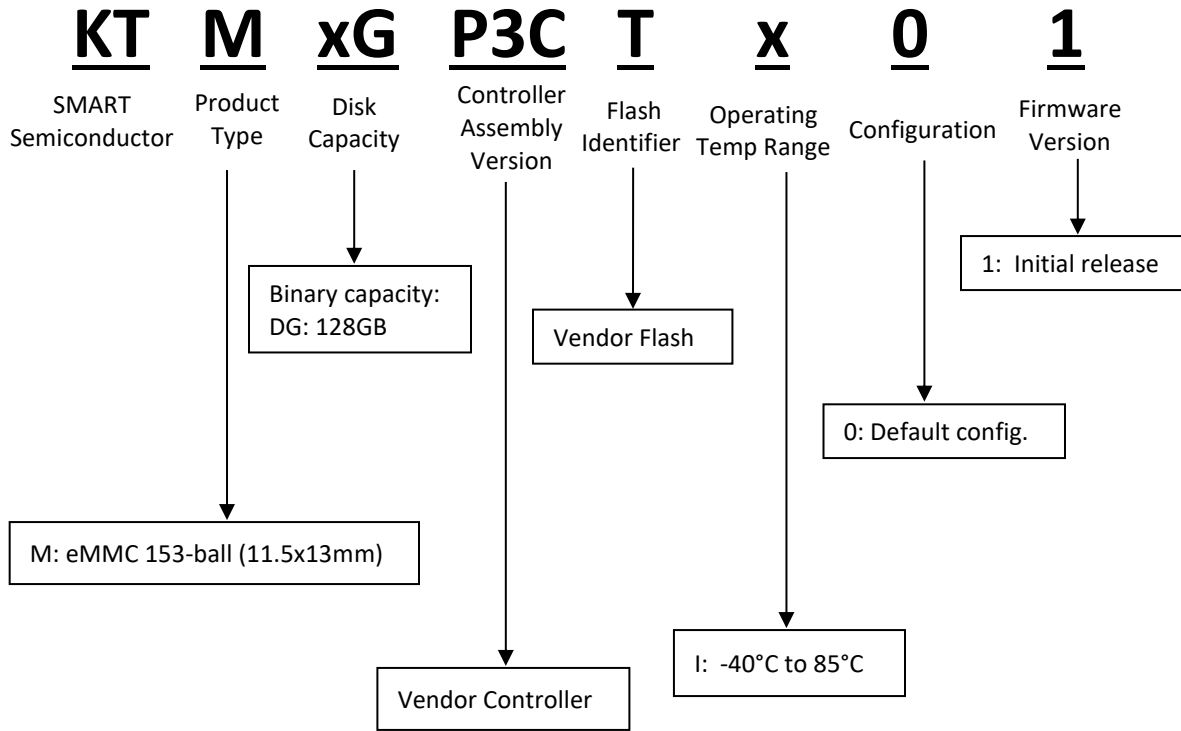 KT M xG P3C T x 0 1
SMART
Semiconductor
Product
Type
Disk
Capacity
Controller
Assembly
Version
Flash
Identifier
Operating
Temp Range
Configuration
Firmware
Version
1: Initial release
Binary capacity:
DG: 128GB
Vendor Flash
0: Default config.
M: eMMC 153-ball (11.5x13mm)
I: -40°C to 85°C
Vendor Controller